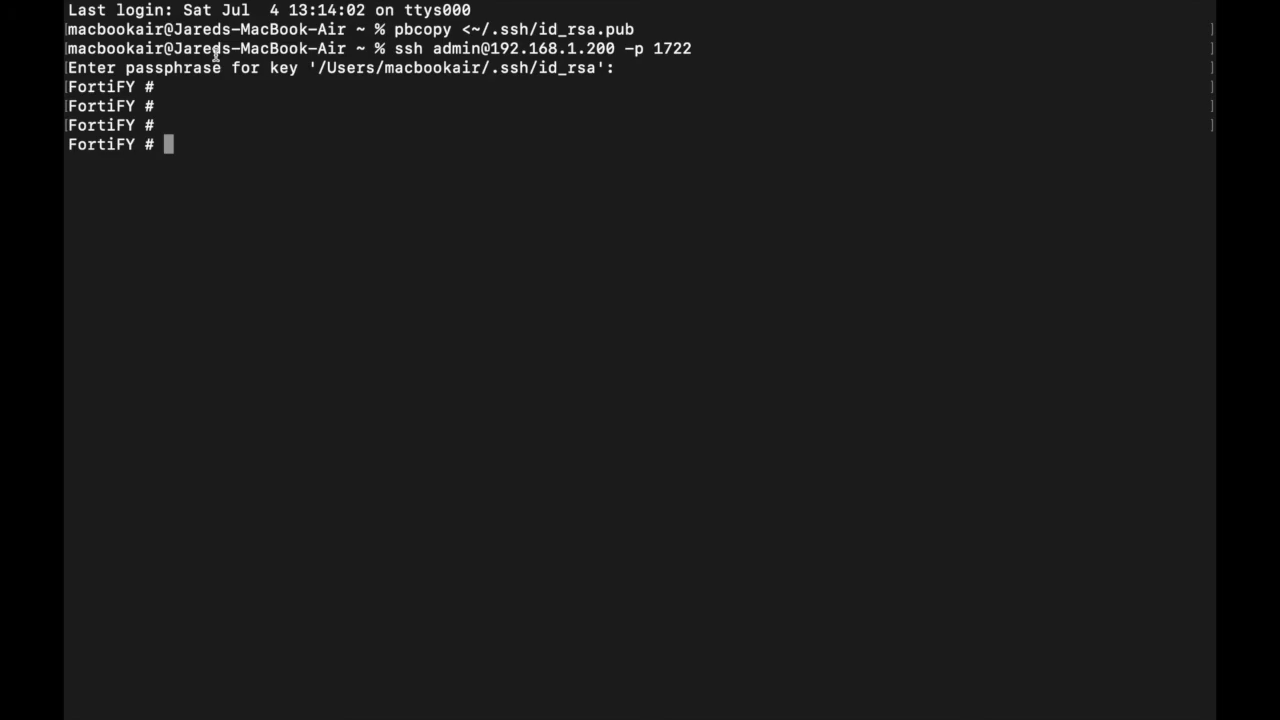 Last login: Sat Jul  4 13:14:02 on ttys000
[macbookair@Jareds-MacBook-Air ~ % pbcopy <~/.ssh/id_rsa.pub ]
[macbookair@Jareds-MacBook-Air ~ % ssh admin@192.168.1.200 -p 1722 ]
[Enter passphrase for key '/Users/macbookair/.ssh/id_rsa': ]
[FortiFY # ]
[FortiFY # ]
[FortiFY # ]
FortiFY #